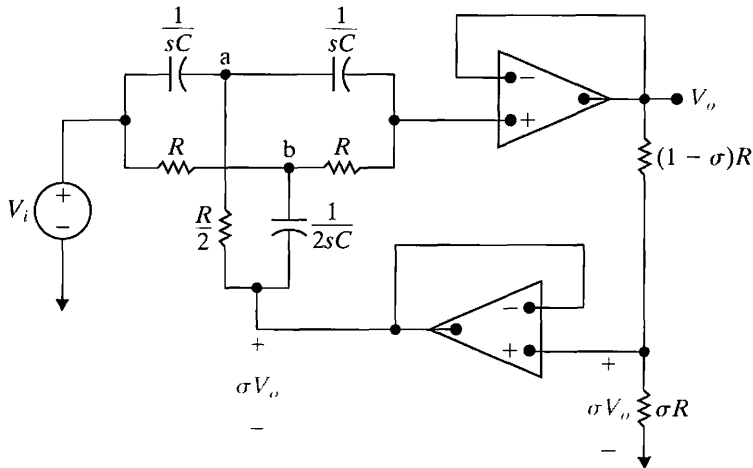 1/sC
1/sC
a
−
+
V_o
R
b
R
(1 − σ)R
+
−
V_i
R/2
1/2sC
−
+
+
σV_o
−
+
σV_o
σR
−